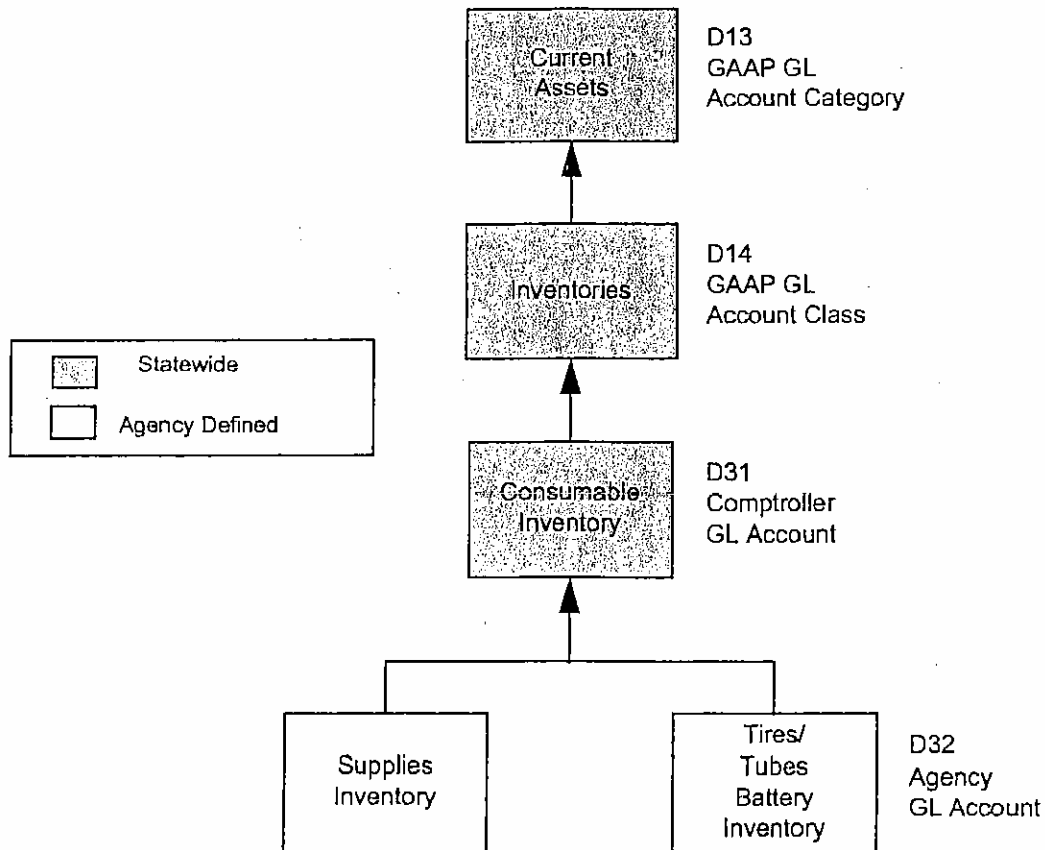 Current
Assets
D13
GAAP GL
Account Category
Inventories
D14
GAAP GL
Account Class
Statewide
Agency Defined
Consumable
Inventory
D31
Comptroller
GL Account
Supplies
Inventory
Tires/
Tubes
Battery
Inventory
D32
Agency
GL Account